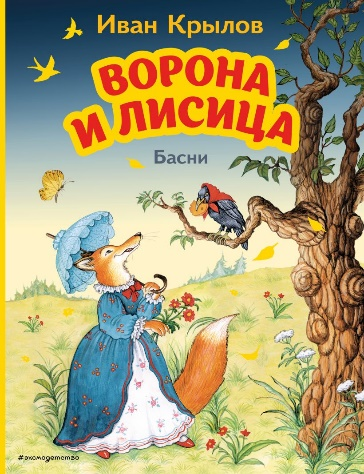 Иван Крылов
ВОРОНА
И ЛИСИЦА
Басни
#эксмодетство